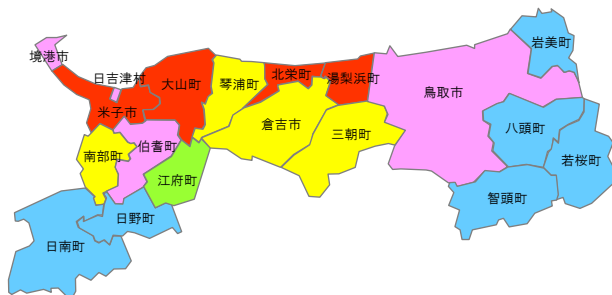 岩美町
境港市
日吉津村
大山町
琴浦町
北栄町
湯梨浜町
鳥取市
米子市
倉吉市
三朝町
八頭町
南部町
伯耆町
若桜町
江府町
智頭町
日野町
日南町